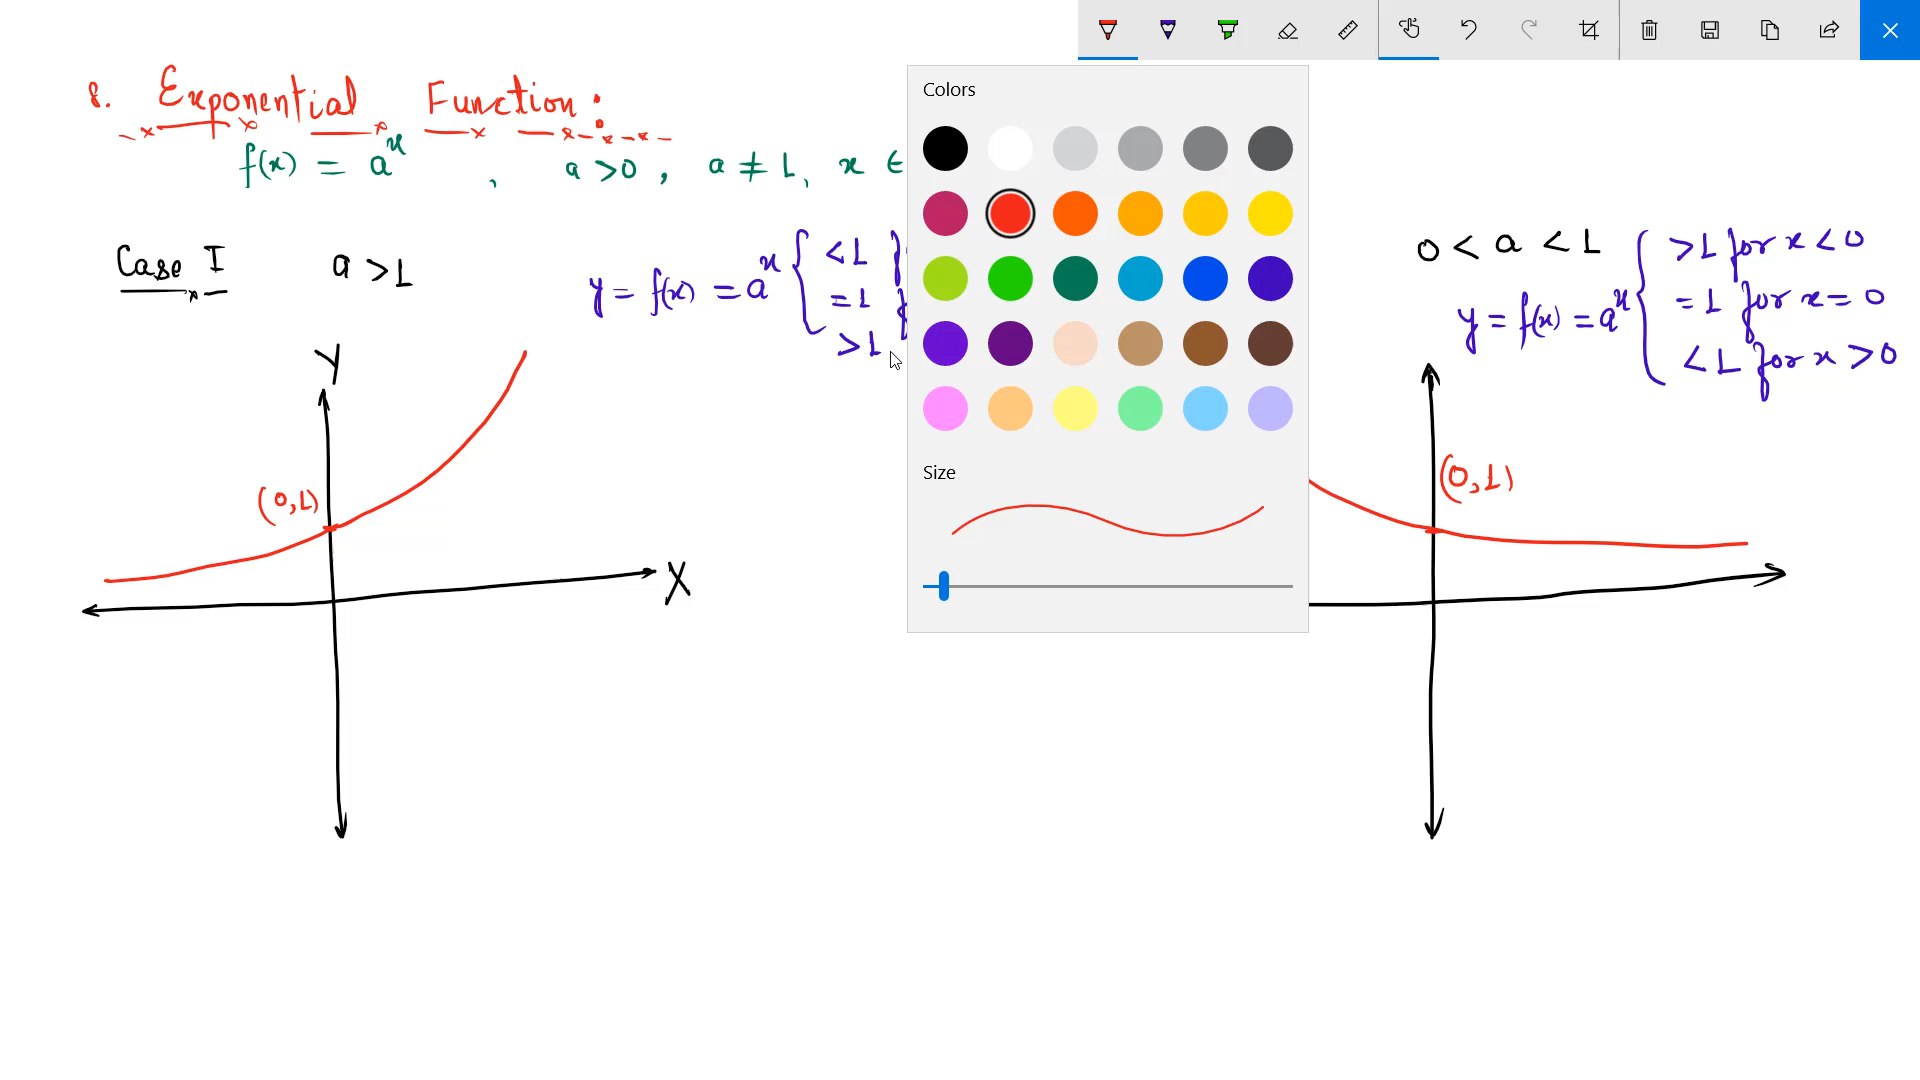 8. Exponential Function:
f(x) = a^x , a >0 , a ≠ 1, x ∈
Case I a >1
y = f(x) = a^x { <1
=1
>1
0 < a < 1
y = f(x) = a^x { >1 for x < 0
= 1 for x = 0
< 1 for x > 0
Y
(0,1)
X
(0,1)
Colors
Size